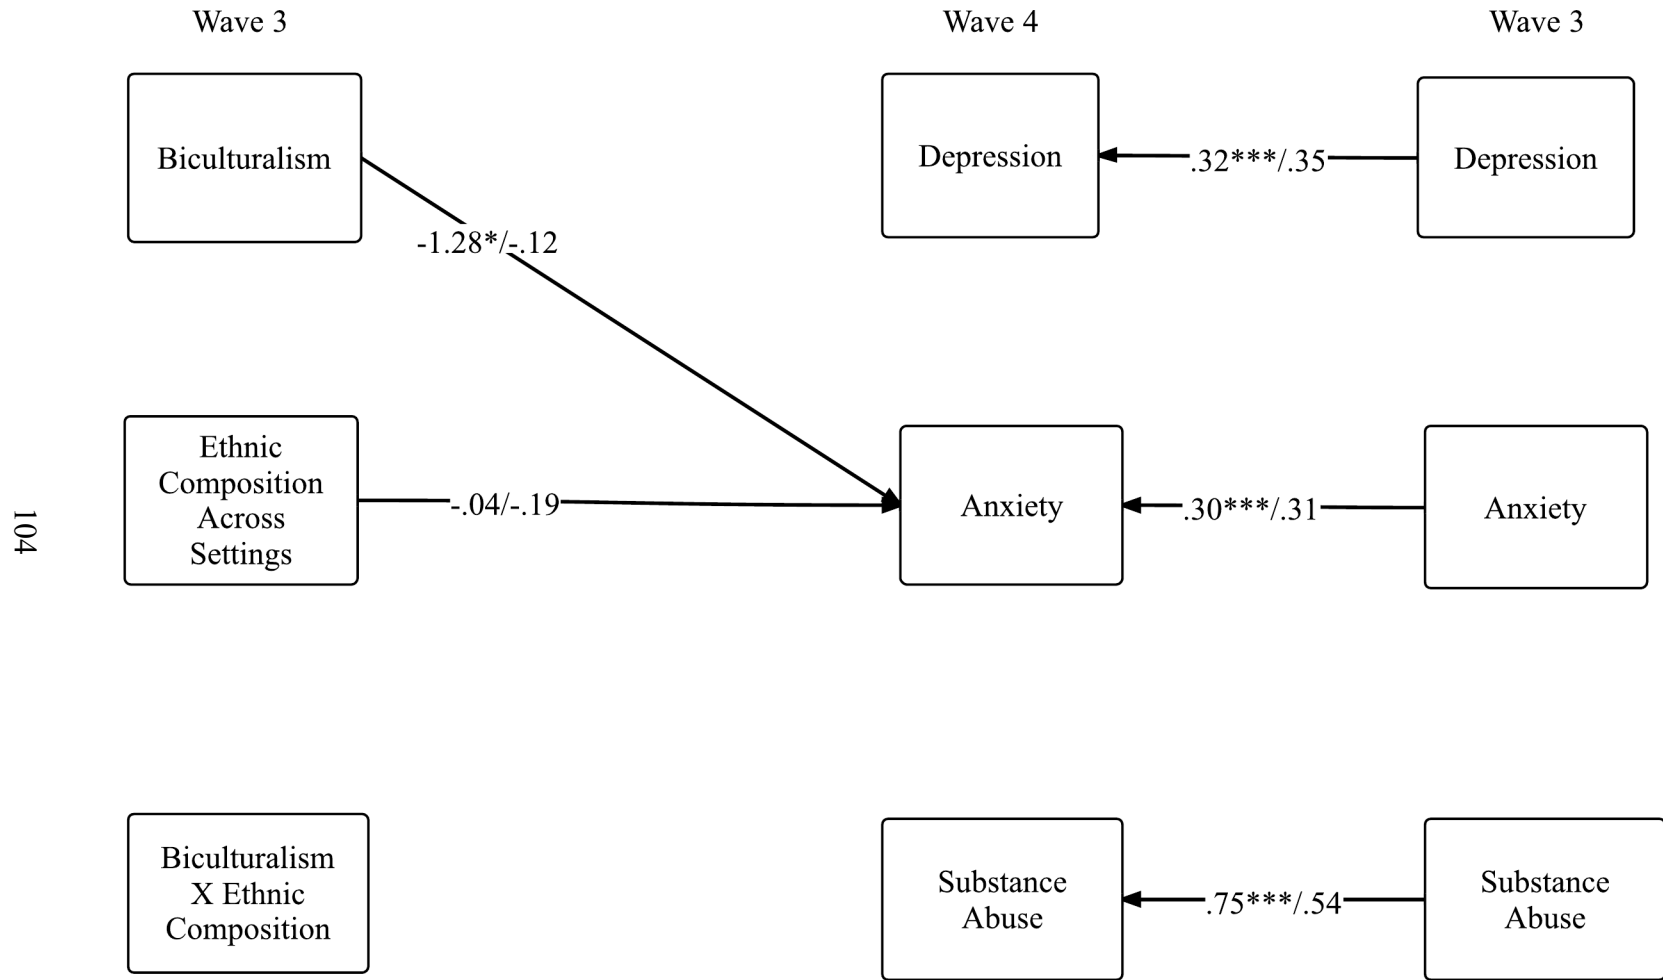 Wave 3
Wave 4
Wave 3
Biculturalism
Depression
.32***/.35
Depression
-1.28*/-.12
Ethnic
Composition
Across
Settings
-.04/-.19
Anxiety
.30***/.31
Anxiety
104
Biculturalism
X Ethnic
Composition
Substance
Abuse
.75***/.54
Substance
Abuse